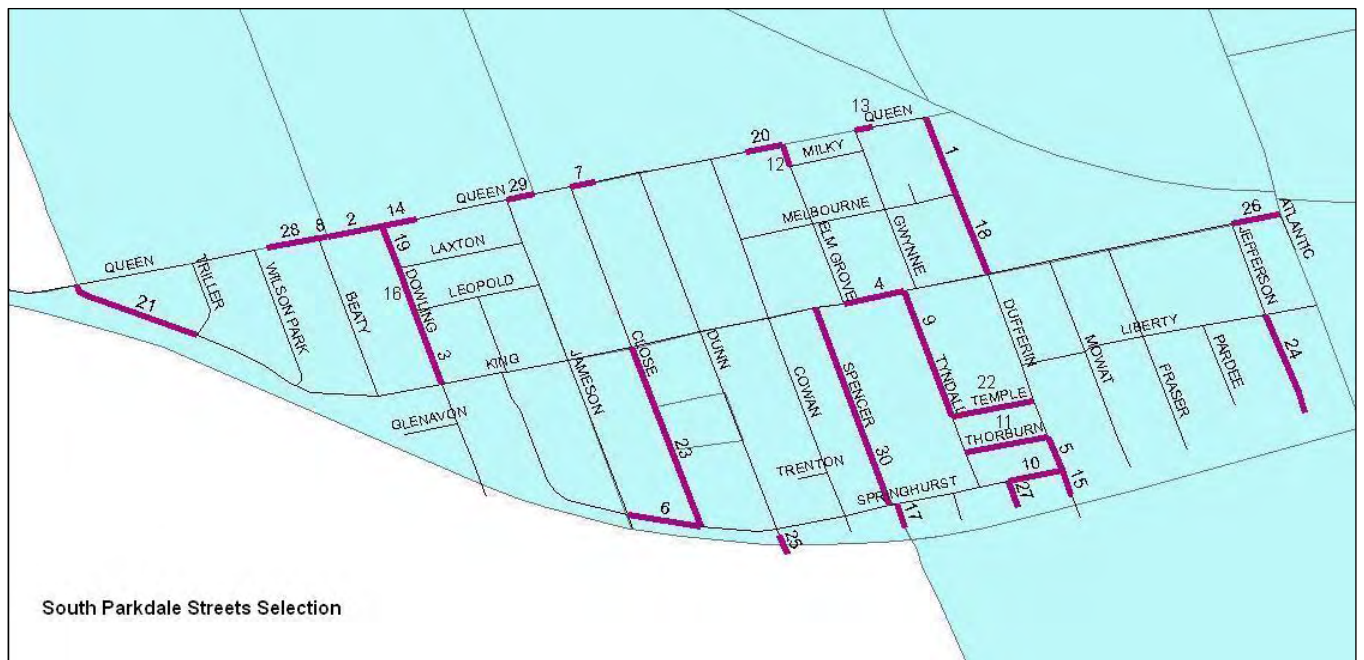 13
QUEEN
20
MILKY
12
1
7
29
QUEEN
14
2
8
28
MELBOURNE
ELM GROVE
GWYNNE
18
26
ATLANTIC
JEFFERSON
19
LAXTON
QUEEN
TRILLER
WILSON PARK
BEATY
16
DOWLING
LEOPOLD
21
4
3
KING
JAMESON
CLOSE
DUNN
COWAN
SPENCER
9
TYNDALL
DUFFERIN
MOWAT
LIBERTY
FRASER
PARDEE
24
22
TEMPLE
11
THORBURN
GLENAVON
23
TRENTON
30
SPRINGHURST
10
5
15
27
6
17
25
South Parkdale Streets Selection